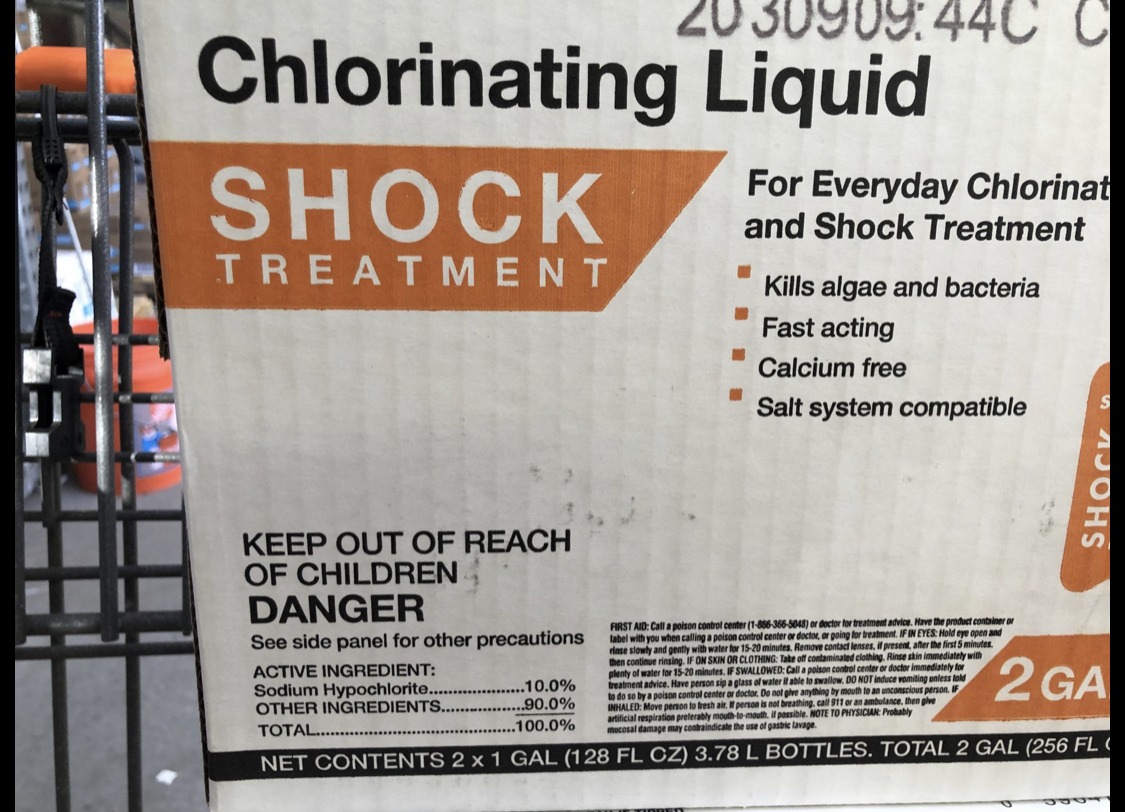 2030909:44C C
Chlorinating Liquid
SHOCK
TREATMENT
For Everyday Chlorinat
and Shock Treatment
Kills algae and bacteria
Fast acting
Calcium free
Salt system compatible
SHOCK
KEEP OUT OF REACH
OF CHILDREN
DANGER
See side panel for other precautions
ACTIVE INGREDIENT:
Sodium Hypochlorite.......................10.0%
OTHER INGREDIENTS....................90.0%
TOTAL.......................................100.0%
FIRST AID: Call a poison control center (1-866-366-5048) or doctor for treatment advice. Have the product container or
label with you when calling a poison control center or doctor, or going for treatment. IF IN EYES: Hold eye open and
rinse slowly and gently with water for 15-20 minutes. Remove contact lenses, if present, after the first 5 minutes,
then continue rinsing. IF ON SKIN OR CLOTHING: Take off contaminated clothing. Rinse skin immediately with
plenty of water for 15-20 minutes. IF SWALLOWED: Call a poison control center or doctor immediately for
treatment advice. Have person sip a glass of water if able to swallow. DO NOT induce vomiting unless told
to do so by a poison control center or doctor. Do not give anything by mouth to an unconscious person. IF
INHALED: Move person to fresh air. If person is not breathing, call 911 or an ambulance, then give
artificial respiration preferably mouth-to-mouth, if possible. NOTE TO PHYSICIAN: Probably
mucosal damage may contraindicate the use of gastric lavage.
2 GA
NET CONTENTS 2 x 1 GAL (128 FL CZ) 3.78 L BOTTLES. TOTAL 2 GAL (256 FL